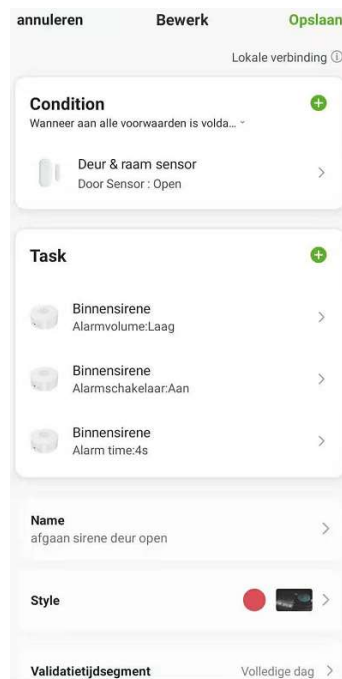 annuleren Bewerk Opslaan
Lokale verbinding
Condition
Wanneer aan alle voorwaarden is volda...
Deur & raam sensor
Door Sensor : Open
Task
Binnensirene
Alarmvolume:Laag
Binnensirene
Alarmschakelaar:Aan
Binnensirene
Alarm time:4s
Name
afgaan sirene deur open
Style
Validatietijdsegment Volledige dag